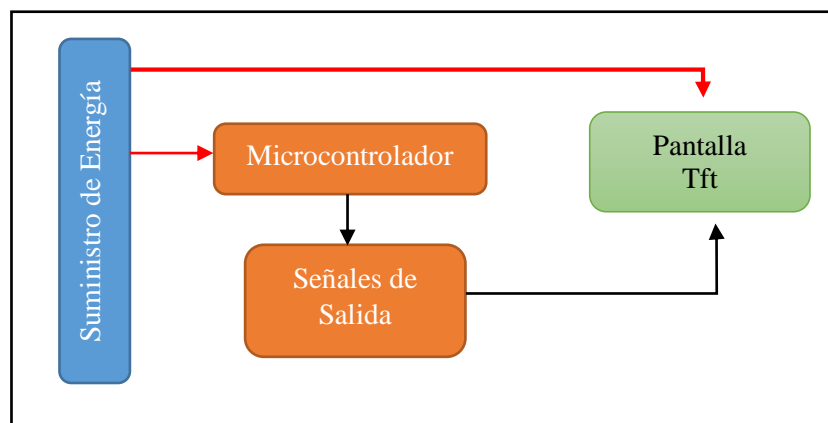 Suministro de Energía
Microcontrolador
Pantalla
Tft
Señales de
Salida